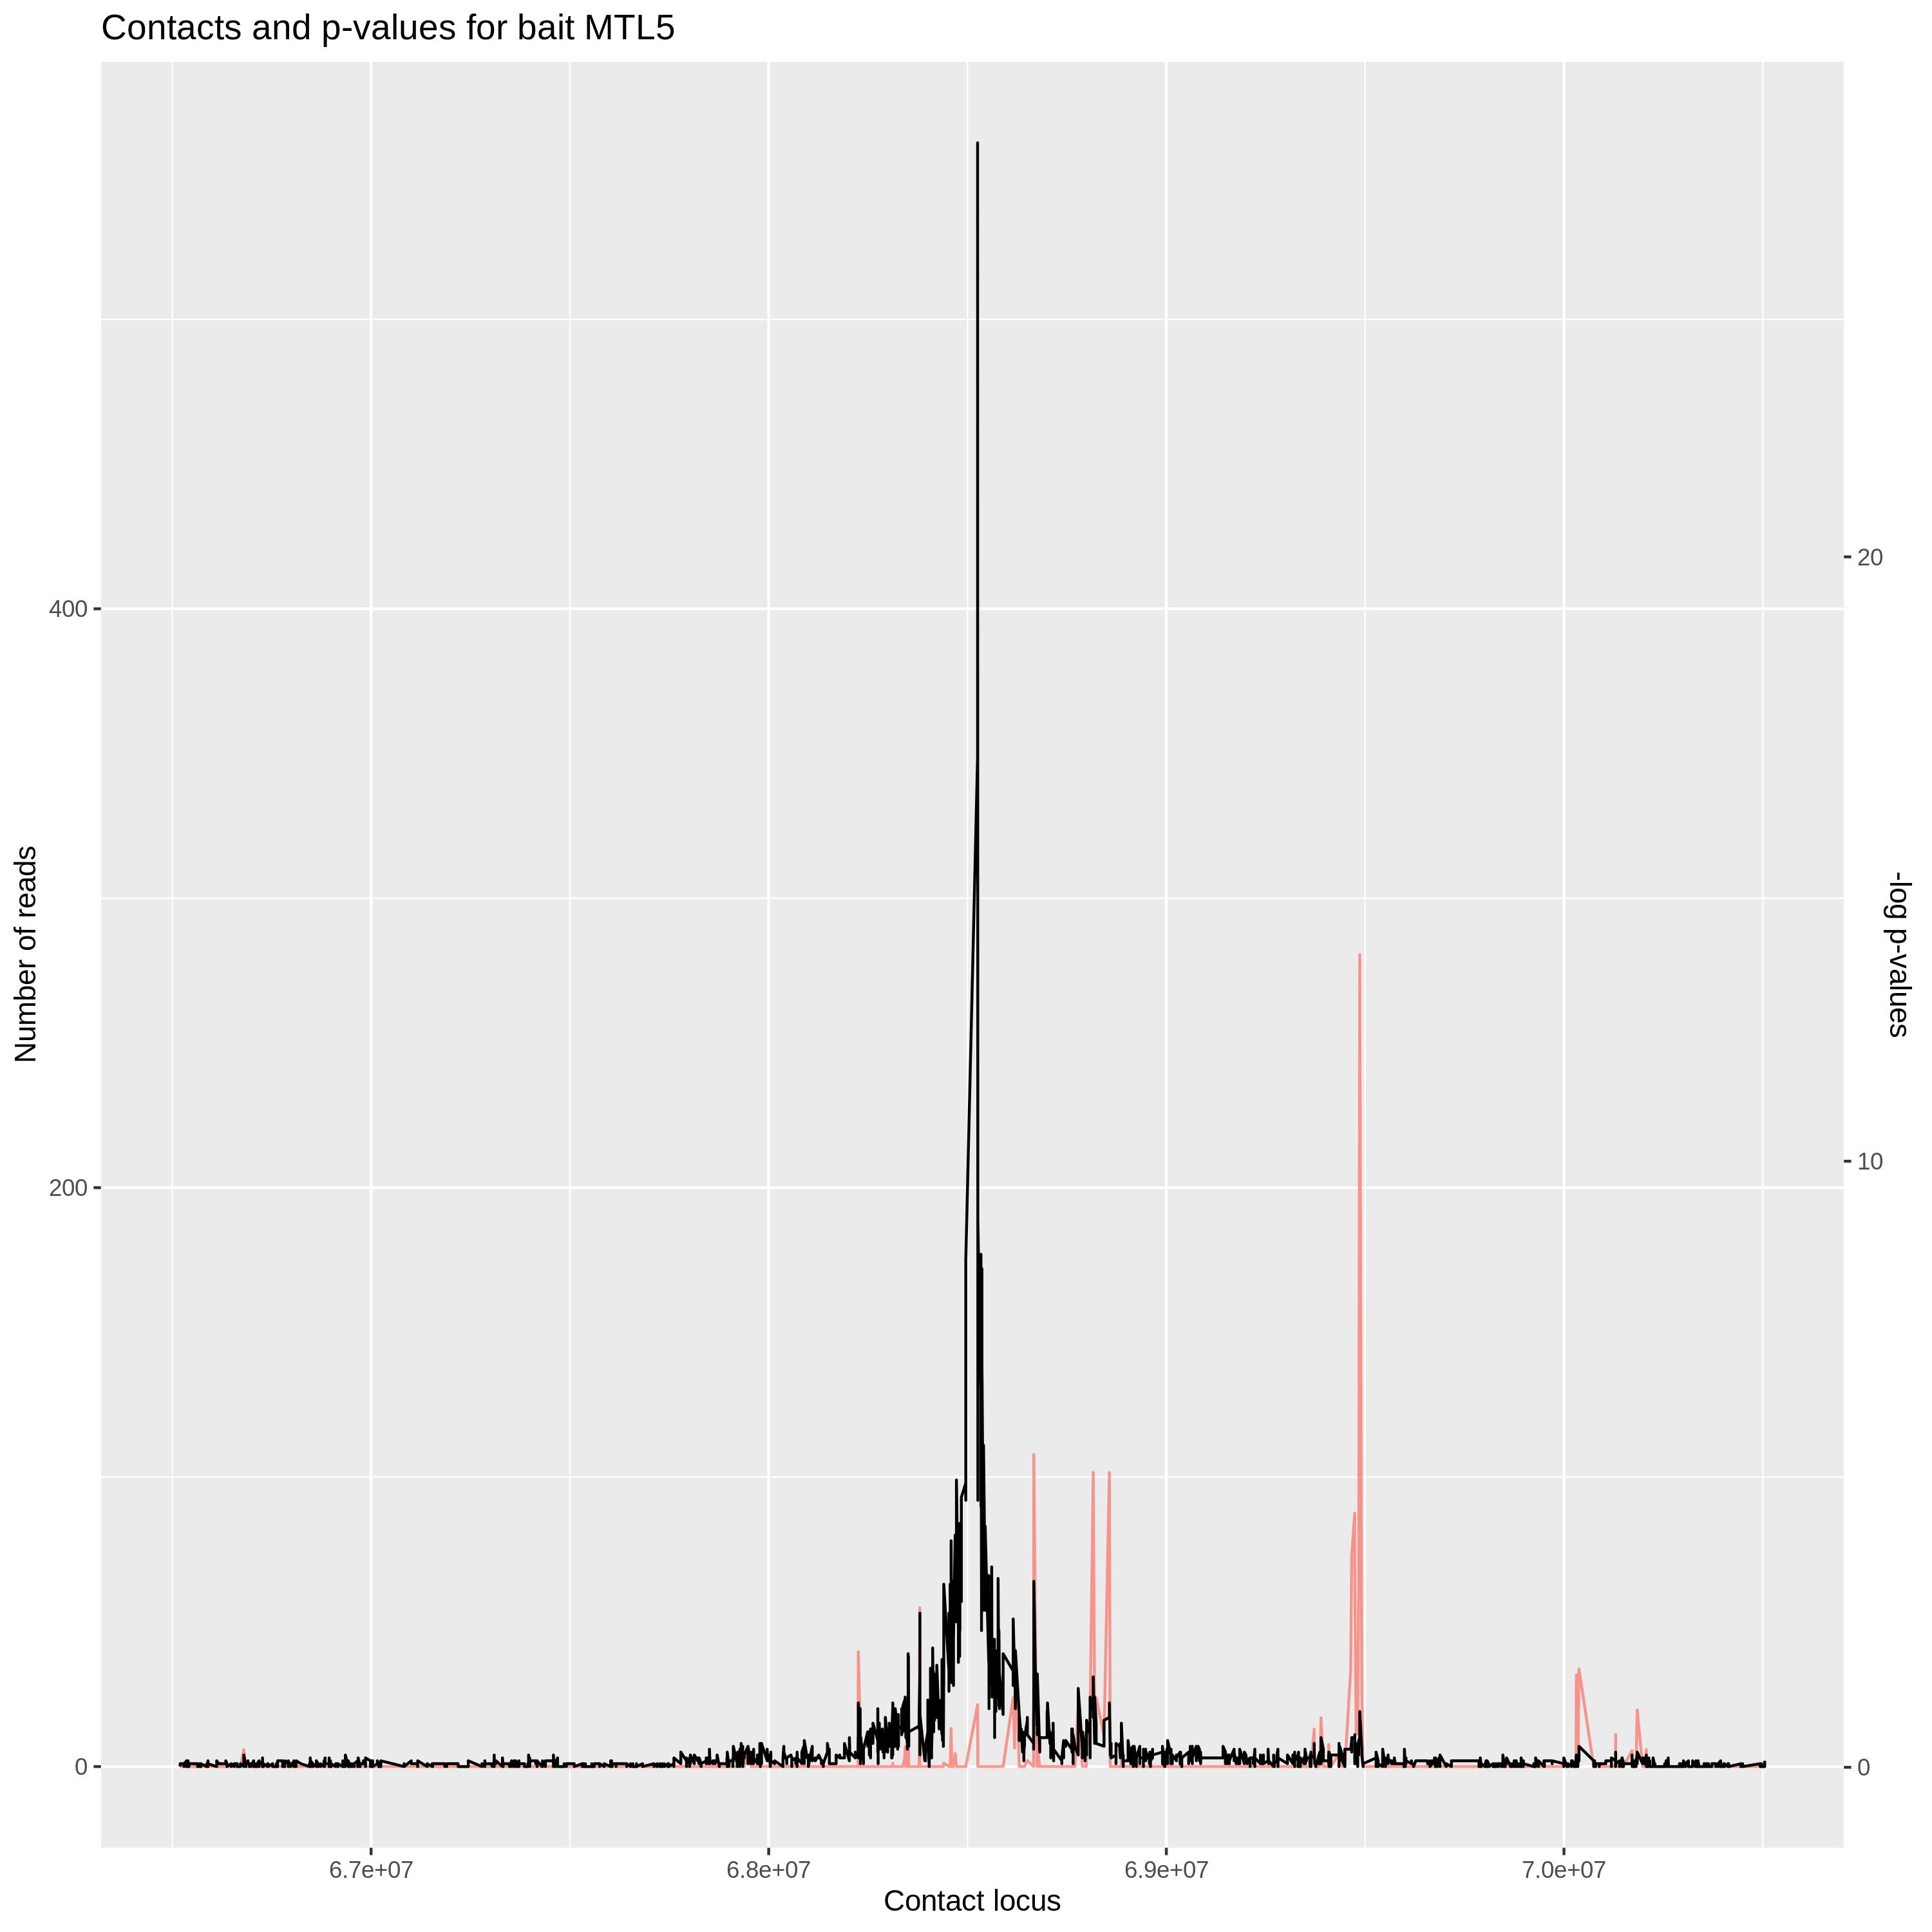 Contacts and p-values for bait MTL5
400
200
0
Number of reads
20
10
0
-log p-values
6.7e+07 6.8e+07 6.9e+07 7.0e+07
Contact locus